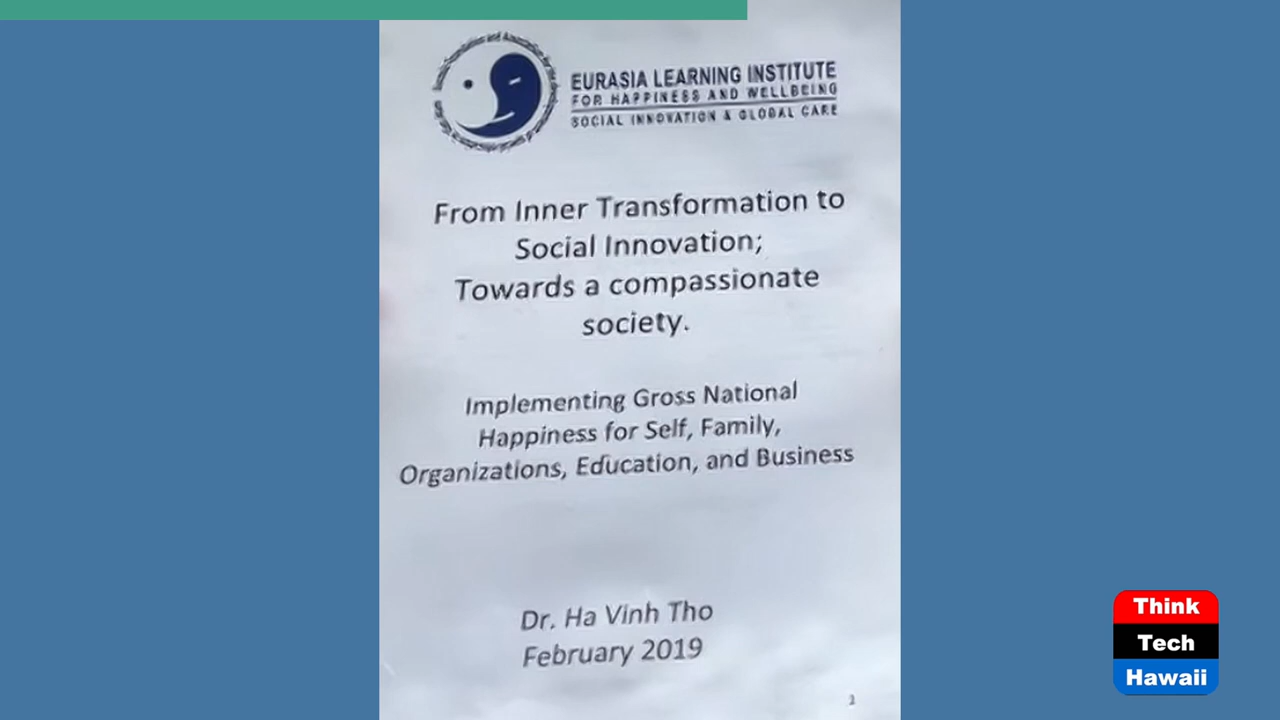 EURASIA LEARNING INSTITUTE
FOR HAPPINESS AND WELLBEING
SOCIAL INNOVATION & GLOBAL CARE
From Inner Transformation to
Social Innovation;
Towards a compassionate
society.
Implementing Gross National
Happiness for Self, Family,
Organizations, Education, and Business
Dr. Ha Vinh Tho
February 2019
Think
Tech
Hawaii